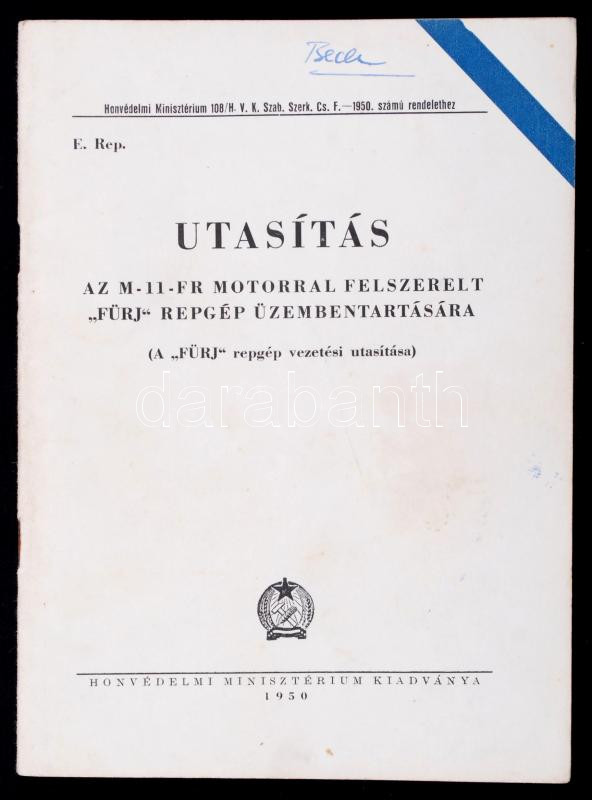 Honvédelmi Minisztérium 108/H. V. K. Szab. Szerk. Cs. F.—1950. számú rendelethez
E. Rep.
UTASÍTÁS
AZ M-11-FR MOTORRAL FELSZERELT
„FÜRJ“ REPGÉP ÜZEMBENTARTÁSÁRA
(A „FÜRJ“ repgép vezetési utasítása)
darabanth
HONVÉDELMI MINISZTÉRIUM KIADVÁNYA
1950